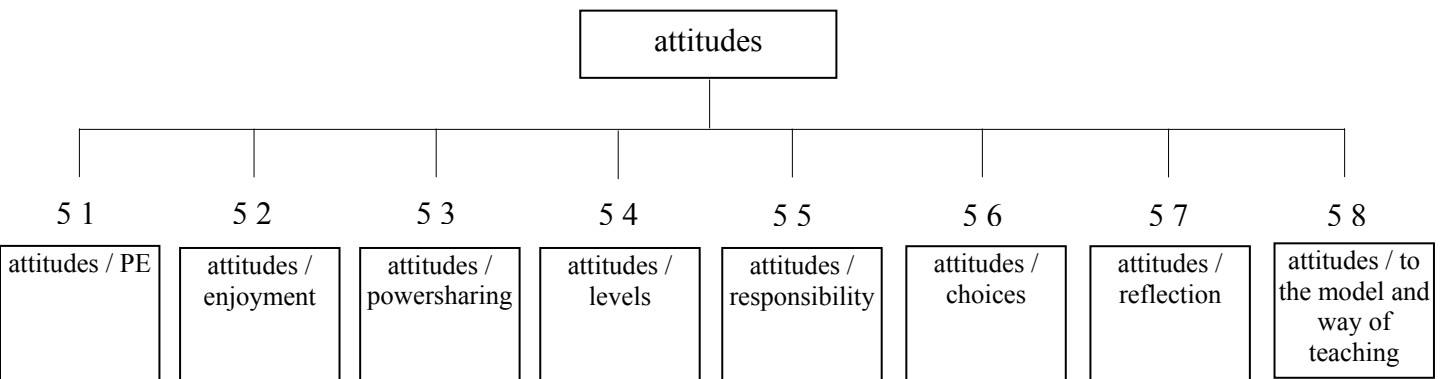 attitudes
5 1
5 2
5 3
5 4
5 5
5 6
5 7
5 8
attitudes / PE
attitudes /
enjoyment
attitudes /
powersharing
attitudes /
levels
attitudes /
responsibility
attitudes /
choices
attitudes /
reflection
attitudes / to
the model and
way of
teaching